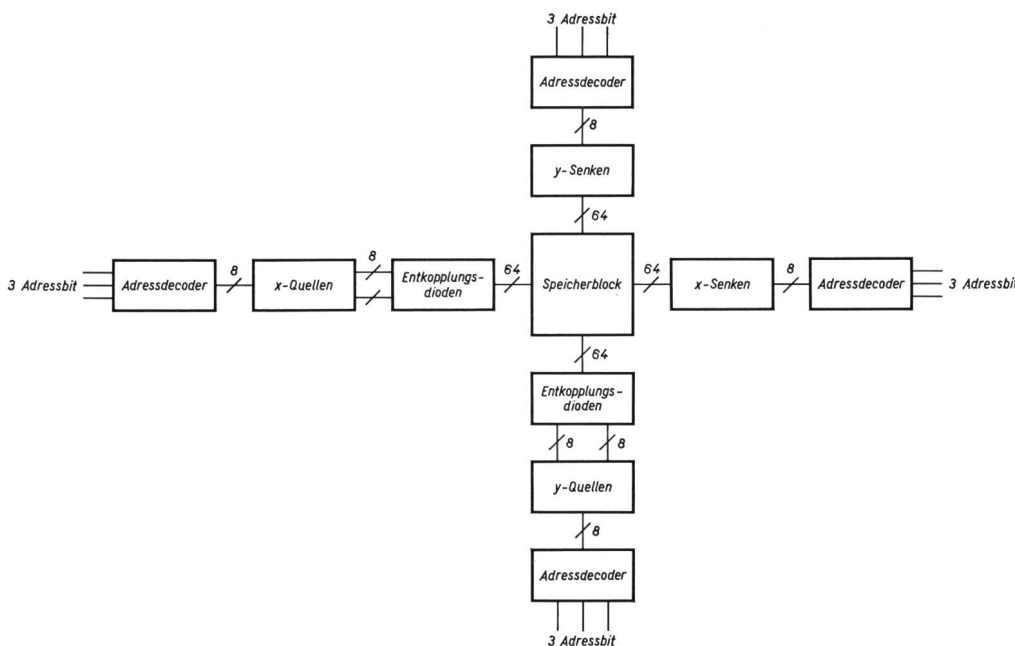 3 Adressbit
Adressdecoder
8
y-Senken
64
3 Adressbit
Adressdecoder
8
x-Quellen
8
Entkopplungs-
dioden
64
Speicherblock
64
x-Senken
8
Adressdecoder
3 Adressbit
64
Entkopplungs-
dioden
8
8
y-Quellen
8
Adressdecoder
3 Adressbit